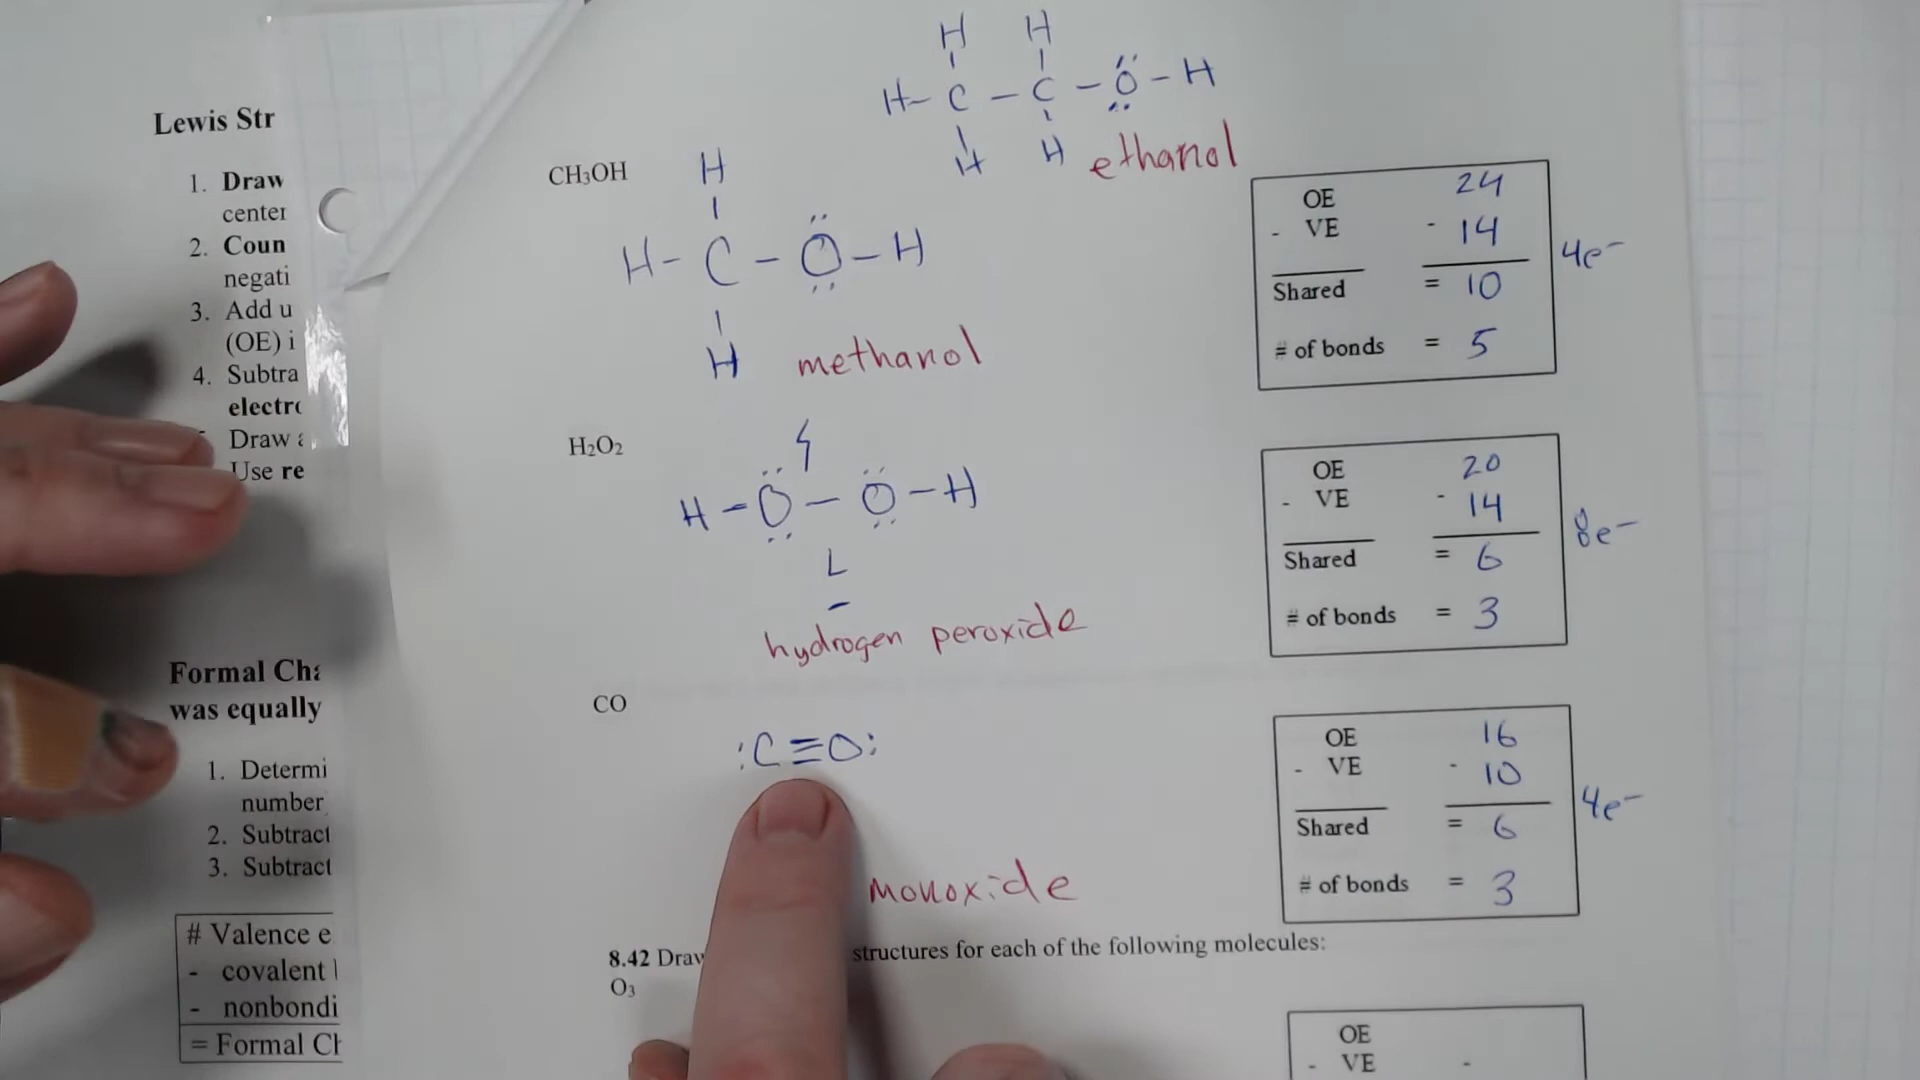 Lewis Str
1. Draw
center
2. Coun
negati
3. Add u
(OE) i
4. Subtra
electro
Draw a
Use re
Formal Cha
was equally
1. Determi
number
2. Subtract
3. Subtract
# Valence e
- covalent
- nonbondi
= Formal Ch
H H
H - C - C - O - H
H H
ethanol
CH₃OH
H
H - C - O - H
H
methanol
OE 24
- VE - 14
Shared = 10
# of bonds = 5
4e⁻
H₂O₂
H - O - O - H
hydrogen peroxide
OE 20
- VE - 14
Shared = 6
# of bonds = 3
8e⁻
CO
:C≡O:
monoxide
OE 16
- VE - 10
Shared = 6
# of bonds = 3
4e⁻
8.42 Draw structures for each of the following molecules:
O₃
OE
- VE -